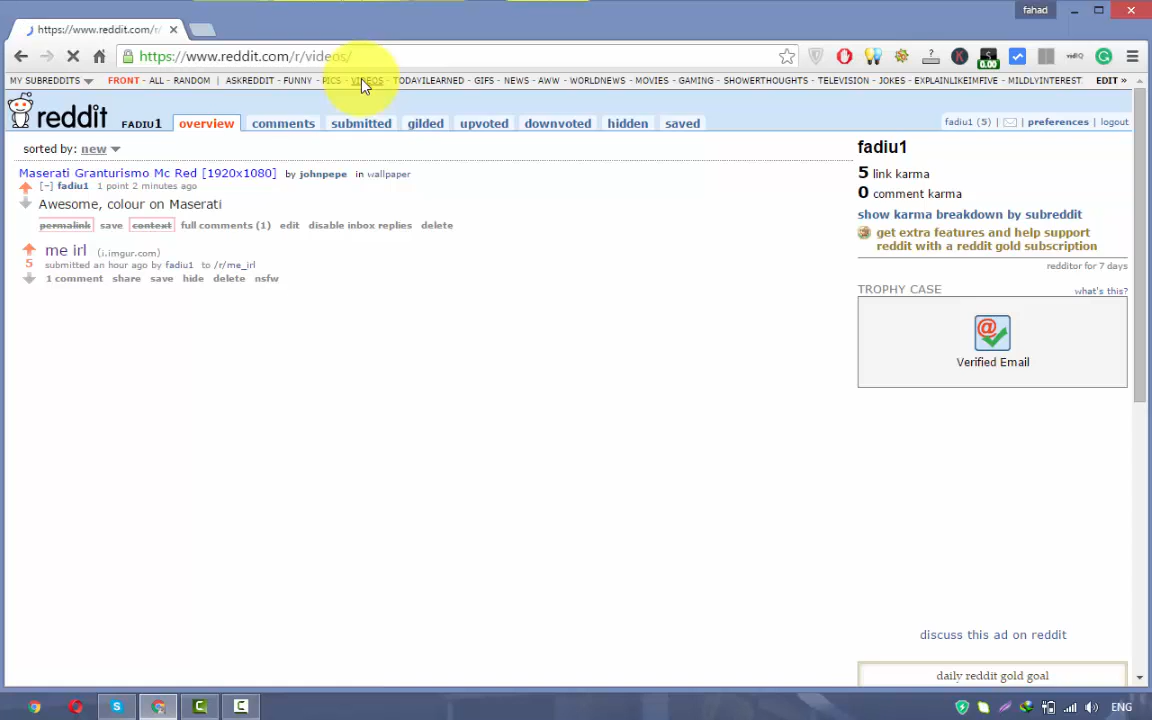 fahad
https://www.reddit.com/r/
https://www.reddit.com/r/videos/
0.00
MY SUBREDDITS FRONT - ALL - RANDOM | ASKREDDIT - FUNNY - PICS - VIDEOS - TODAYILEARNED - GIFS - NEWS - AWW - WORLDNEWS - MOVIES - GAMING - SHOWERTHOUGHTS - TELEVISION - JOKES - EXPLAINLIKEIMFIVE - MILDLYINTEREST EDIT »
reddit FADIU1 overview comments submitted gilded upvoted downvoted hidden saved fadiu1 (5) | | preferences | logout
sorted by: new
Maserati Granturismo Mc Red [1920x1080] by johnpepe in wallpaper
[-] fadiu1 1 point 2 minutes ago
Awesome, colour on Maserati
permalink save context full comments (1) edit disable inbox replies delete
me irl (i.imgur.com)
5 submitted an hour ago by fadiu1 to /r/me_irl
1 comment share save hide delete nsfw
fadiu1
5 link karma
0 comment karma
show karma breakdown by subreddit
get extra features and help support
reddit with a reddit gold subscription
redditor for 7 days
TROPHY CASE what's this?
Verified Email
discuss this ad on reddit
daily reddit gold goal
ENG